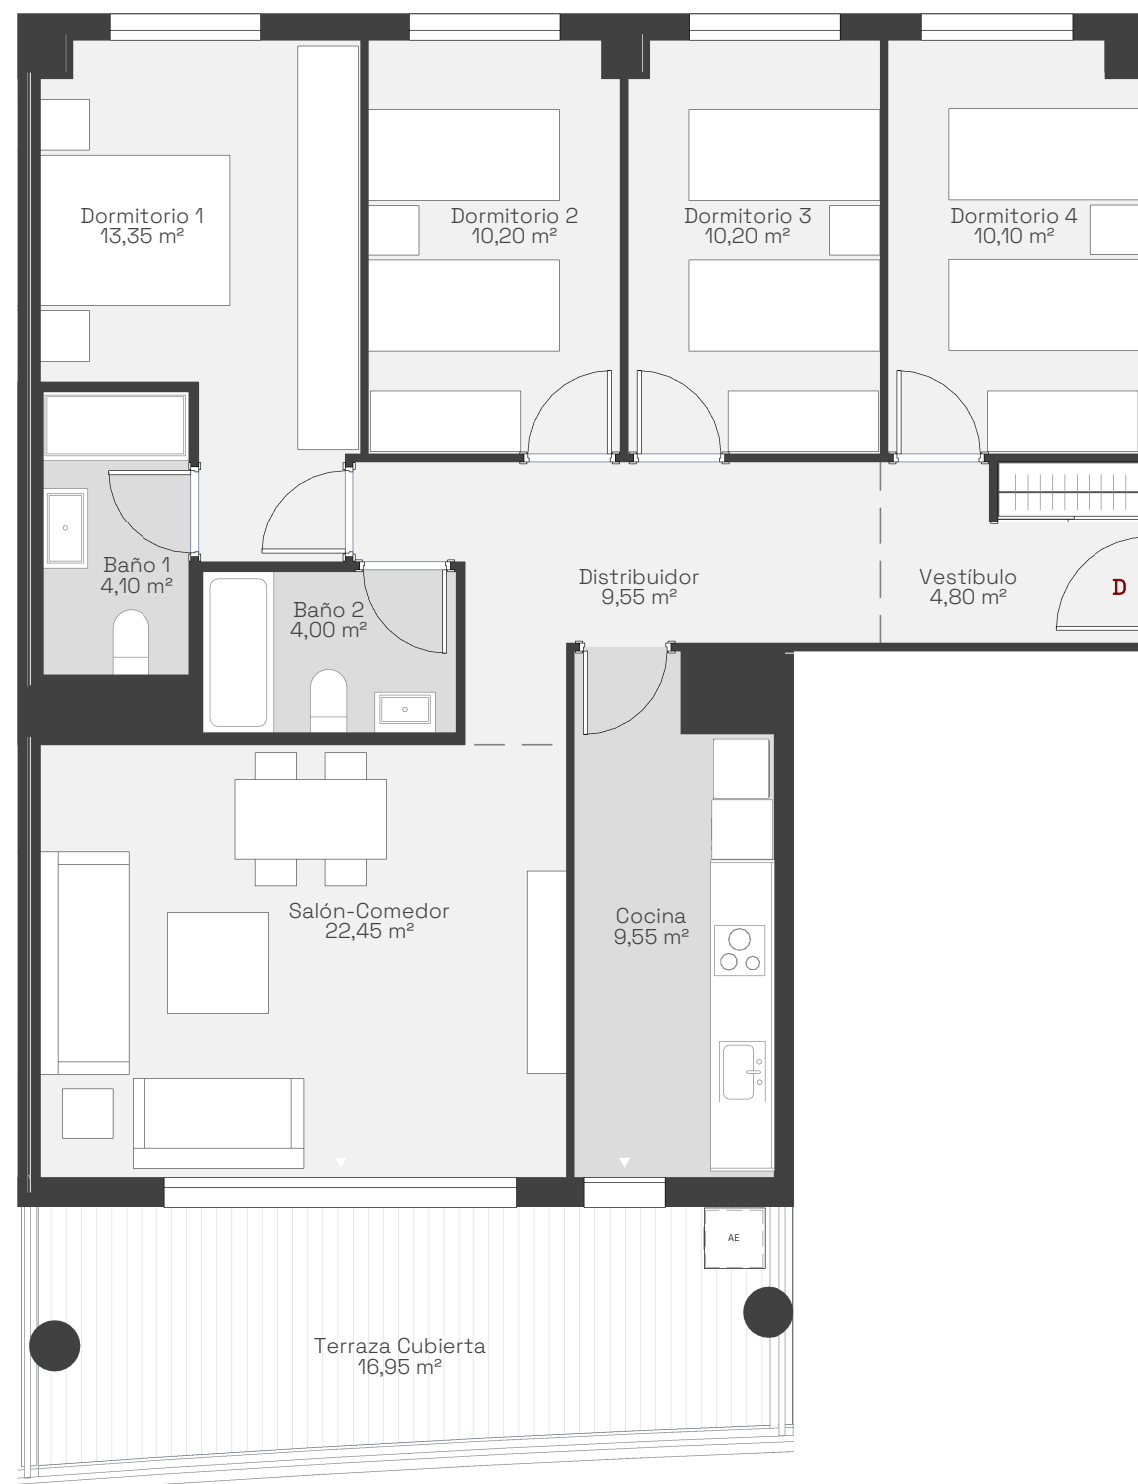 Dormitorio 1
13,35 m²
Dormitorio 2
10,20 m²
Dormitorio 3
10,20 m²
Dormitorio 4
10,10 m²
Baño 1
4,10 m²
Baño 2
4,00 m²
Distribuidor
9,55 m²
Vestíbulo
4,80 m²
D
Salón-Comedor
22,45 m²
Cocina
9,55 m²
AE
Terraza Cubierta
16,95 m²